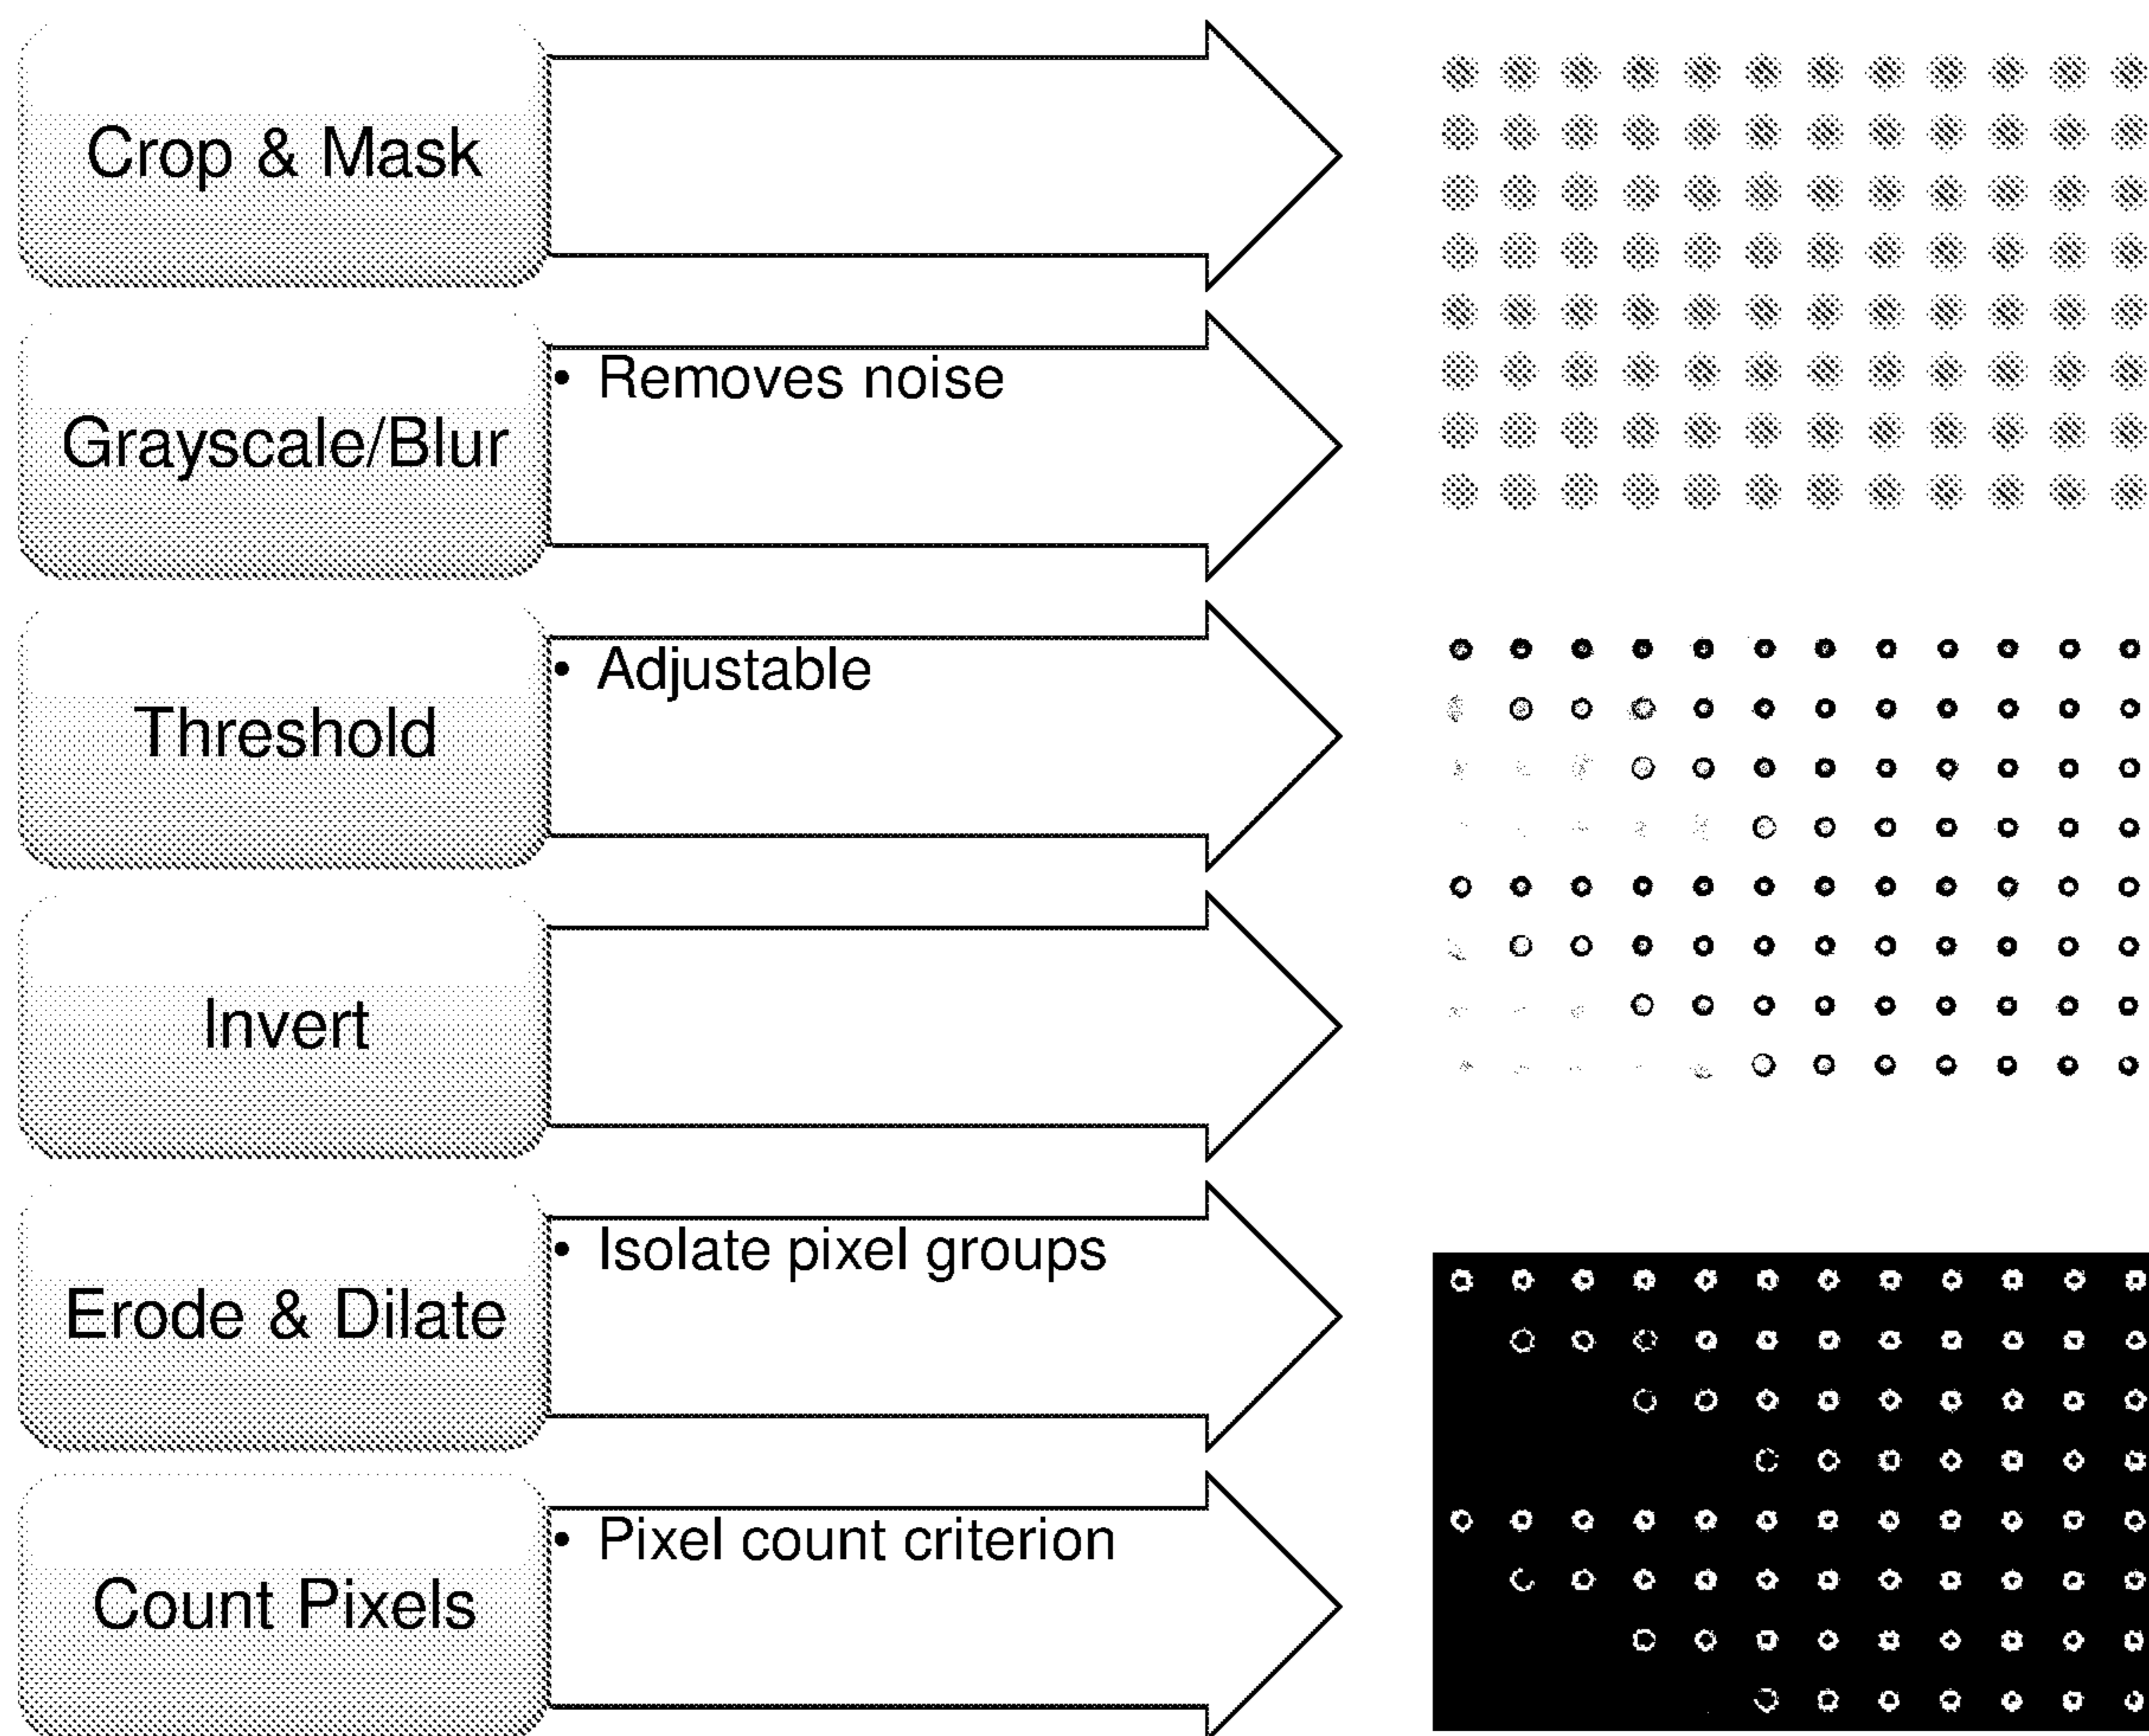 Crop & Mask
Grayscale/Blur
• Removes noise
Threshold
• Adjustable
Invert
Erode & Dilate
• Isolate pixel groups
Count Pixels
• Pixel count criterion